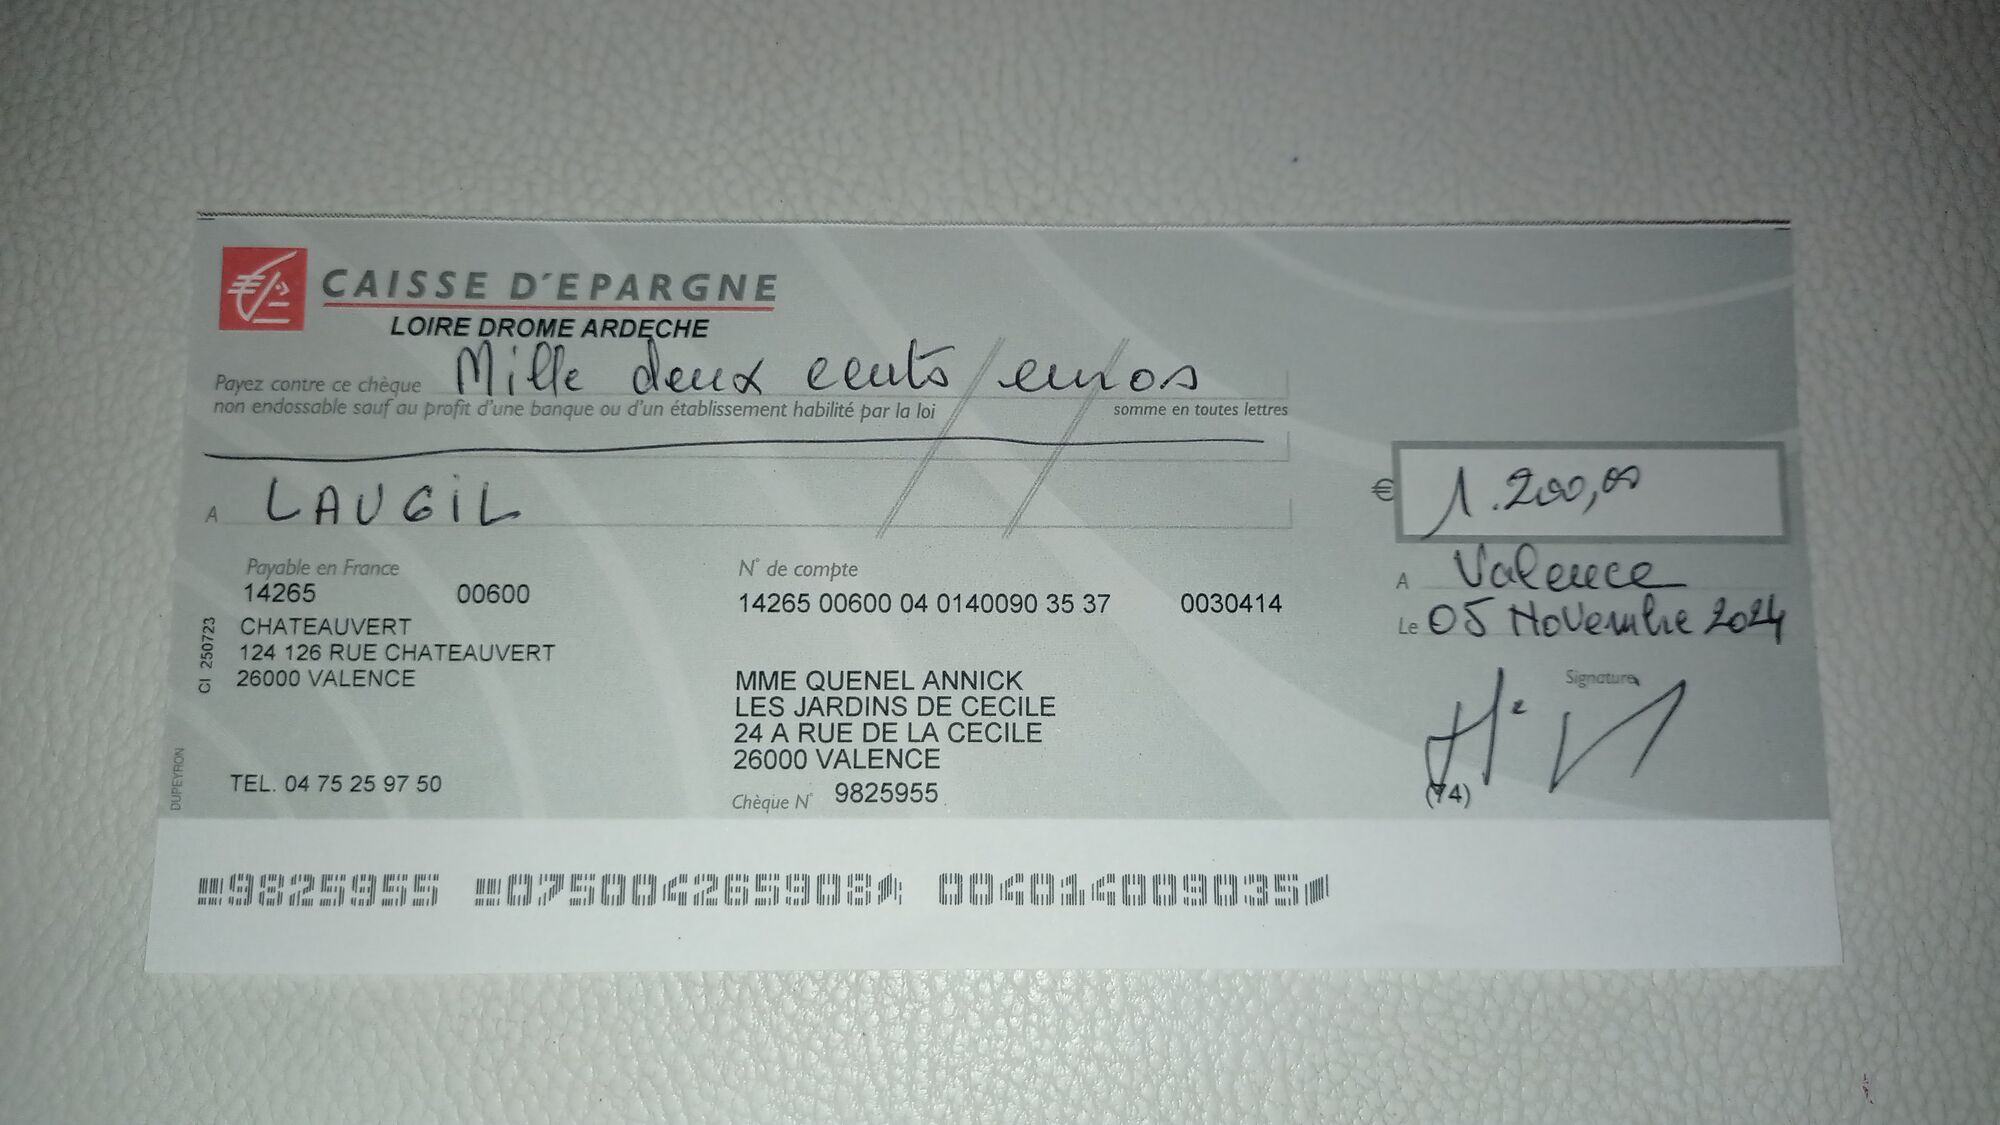 CAISSE D'EPARGNE
LOIRE DROME ARDECHE
Payez contre ce chèque Mille deux cents euros
non endossable sauf au profit d'une banque ou d'un établissement habilité par la loi
somme en toutes lettres
A LAUGIL
€ 1.200,00
Payable en France
14265 00600
CHATEAUVERT
124 126 RUE CHATEAUVERT
26000 VALENCE
TEL. 04 75 25 97 50
CI 250723
DUPEYRON
N° de compte
14265 00600 04 0140090 35 37 0030414
MME QUENEL ANNICK
LES JARDINS DE CECILE
24 A RUE DE LA CECILE
26000 VALENCE
Chèque N° 9825955
A Valence
Le 05 Novembre 2024
Signature
(74)
9825955 075004265908 004014009035